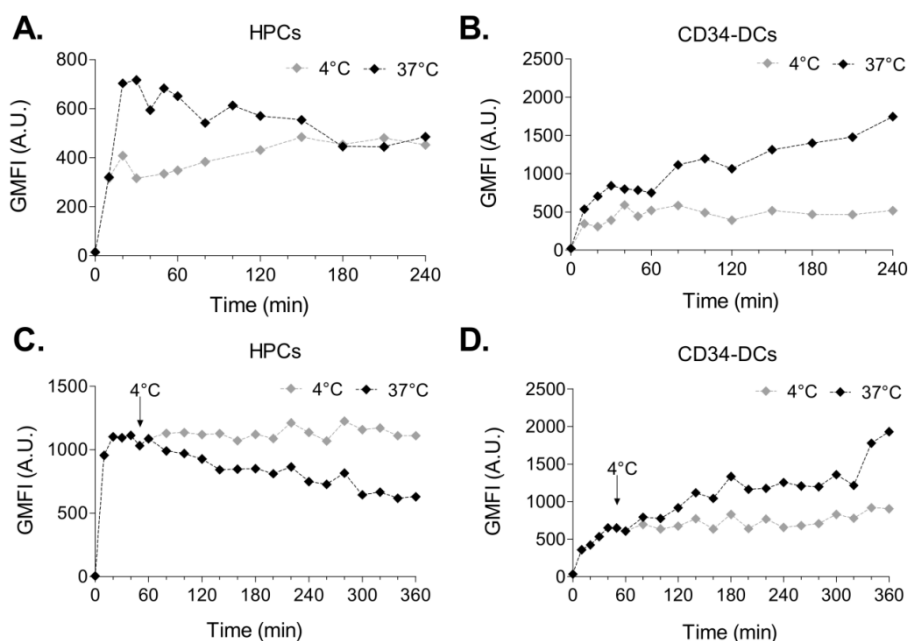 A.
HPCs
4°C 37°C
GMFI (A.U.)
800
600
400
200
0
0 60 120 180 240
Time (min)
B.
CD34-DCs
4°C 37°C
GMFI (A.U.)
2500
2000
1500
1000
500
0
0 60 120 180 240
Time (min)
C.
HPCs
4°C 37°C
4°C
GMFI (A.U.)
1500
1000
500
0
0 60 120 180 240 300 360
Time (min)
D.
CD34-DCs
4°C 37°C
4°C
GMFI (A.U.)
2500
2000
1500
1000
500
0
0 60 120 180 240 300 360
Time (min)